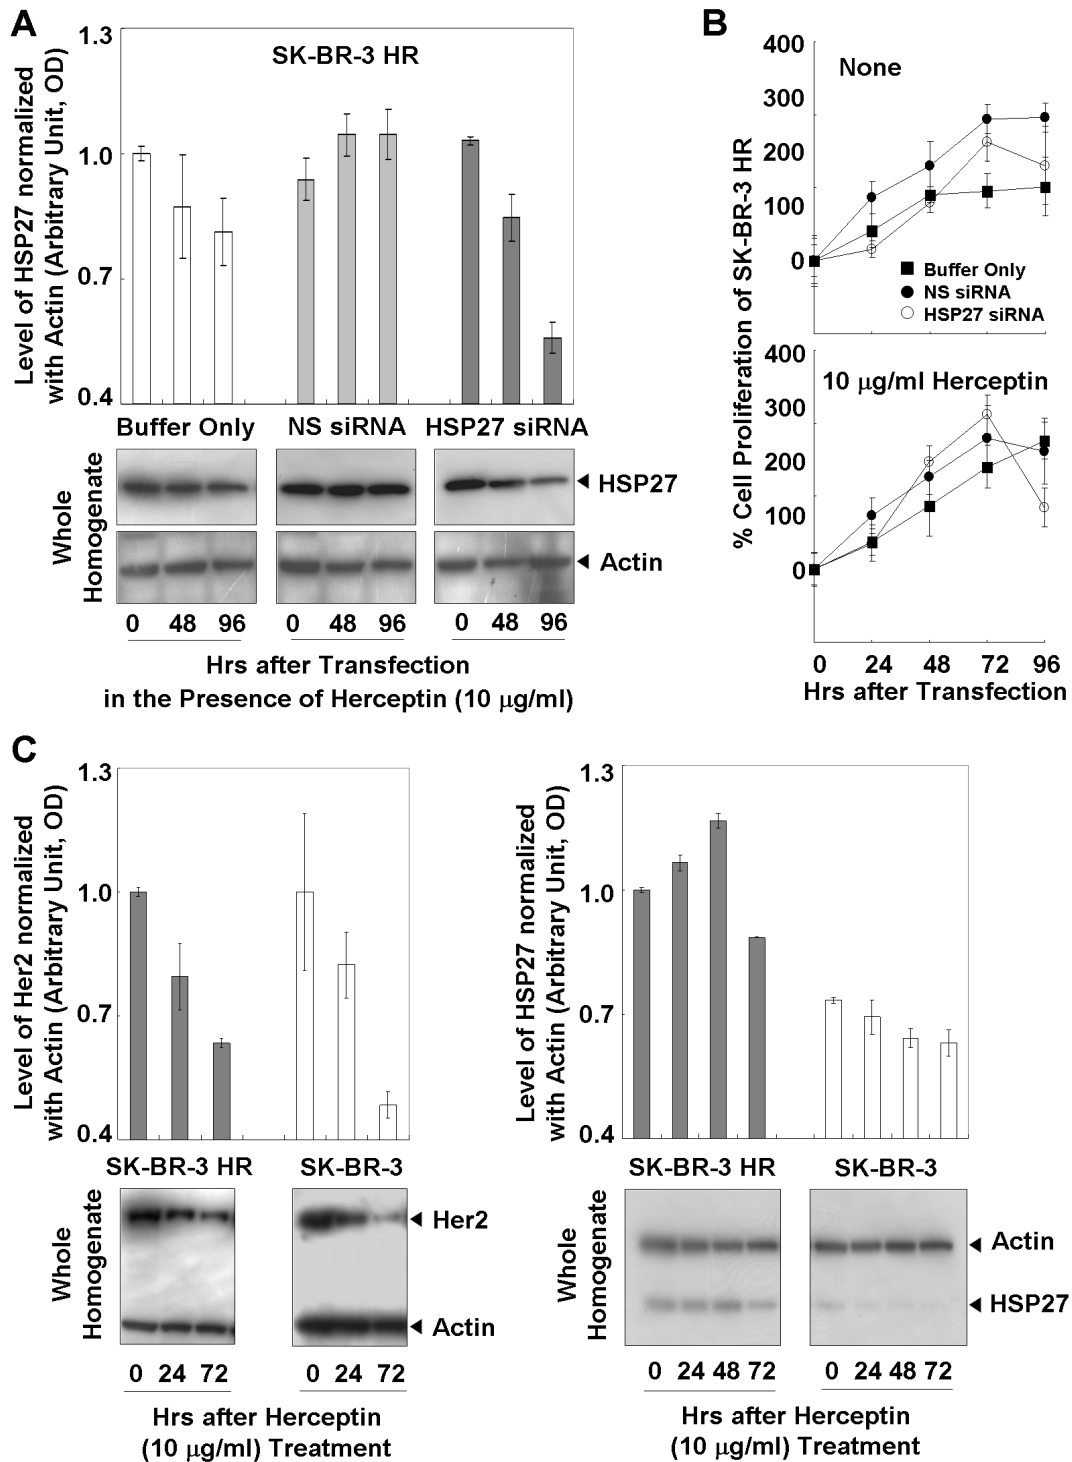 A
1.3
1.0
0.7
0.4
Level of HSP27 normalized
with Actin (Arbitrary Unit, OD)
SK-BR-3 HR
Buffer Only NS siRNA HSP27 siRNA
Whole
Homogenate
HSP27
Actin
0 48 96 0 48 96 0 48 96
Hrs after Transfection
in the Presence of Herceptin (10 μg/ml)
B
% Cell Proliferation of SK-BR-3 HR
400
300
200
100
0
None
Buffer Only
NS siRNA
HSP27 siRNA
400
300
200
100
0
10 μg/ml Herceptin
0 24 48 72 96
Hrs after Transfection
C
1.3
1.0
0.7
0.4
Level of Her2 normalized
with Actin (Arbitrary Unit, OD)
SK-BR-3 HR SK-BR-3
Whole
Homogenate
Her2
Actin
0 24 72 0 24 72
Hrs after Herceptin
(10 μg/ml) Treatment
1.3
1.0
0.7
0.4
Level of HSP27 normalized
with Actin (Arbitrary Unit, OD)
SK-BR-3 HR SK-BR-3
Whole
Homogenate
Actin
HSP27
0 24 48 72 0 24 48 72
Hrs after Herceptin
(10 μg/ml) Treatment